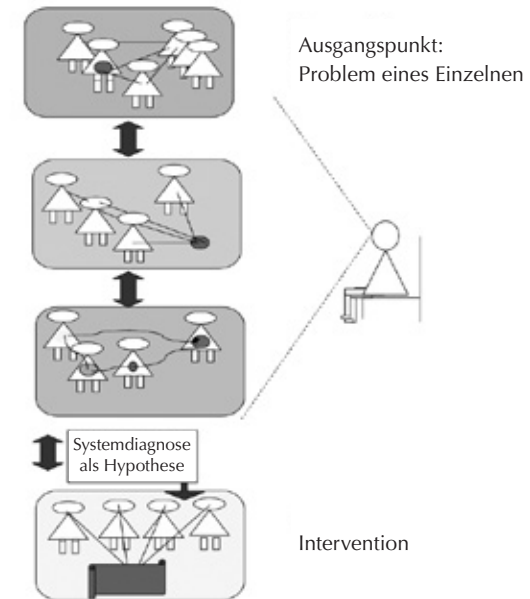 Ausgangspunkt:
Problem eines Einzelnen
Systemdiagnose
als Hypothese
Intervention